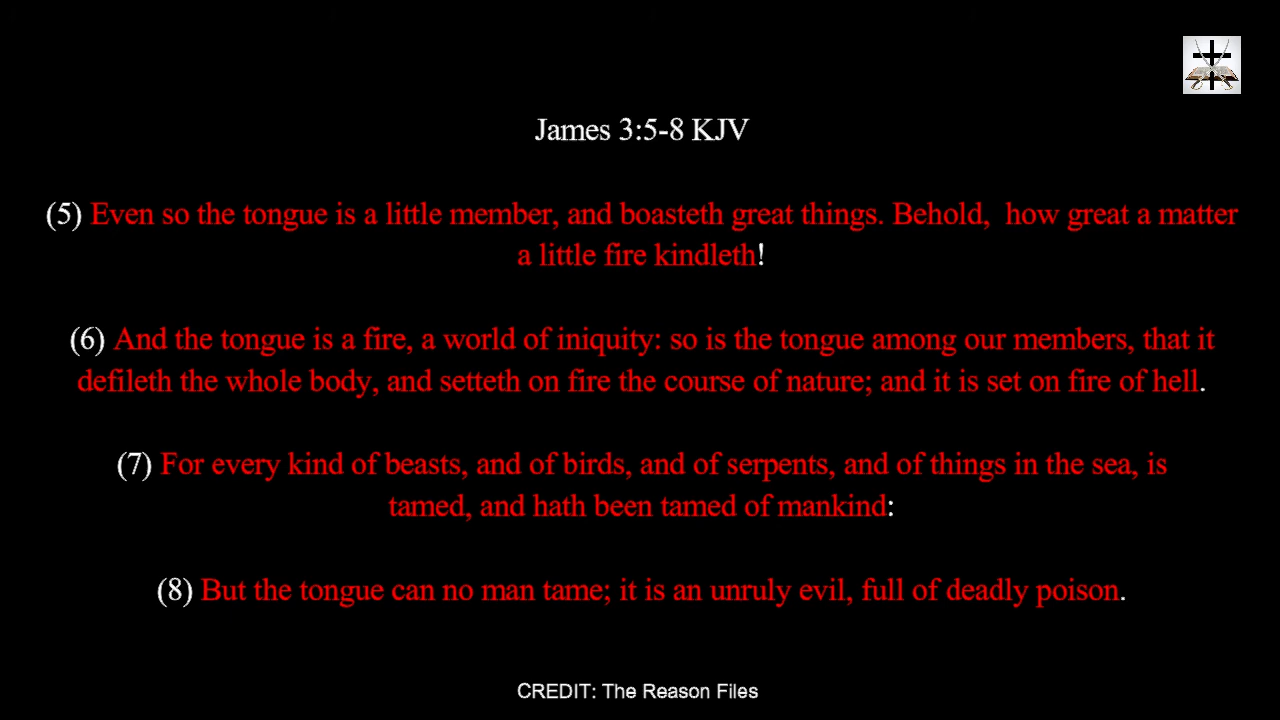 James 3:5-8 KJV
(5) Even so the tongue is a little member, and boasteth great things. Behold,  how great a matter
a little fire kindleth!
(6) And the tongue is a fire, a world of iniquity: so is the tongue among our members, that it
defileth the whole body, and setteth on fire the course of nature; and it is set on fire of hell.
(7) For every kind of beasts, and of birds, and of serpents, and of things in the sea, is
tamed, and hath been tamed of mankind:
(8) But the tongue can no man tame; it is an unruly evil, full of deadly poison.
CREDIT: The Reason Files